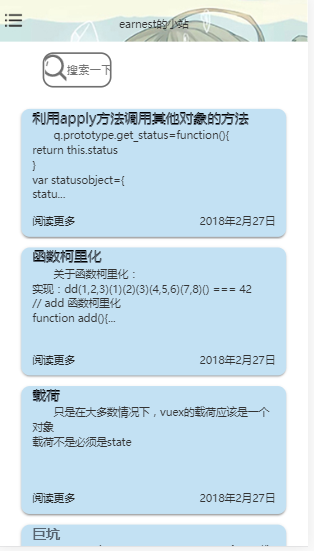 earnest的小站
搜索一下
利用apply方法调用其他对象的方法
q.prototype.get_status=function(){
return this.status
}
var statusobject={
statu...
阅读更多 2018年2月27日
函数柯里化
关于函数柯里化：
实现：dd(1,2,3)(1)(2)(3)(4,5,6)(7,8)() === 42
// add 函数柯里化
function add(){...
阅读更多 2018年2月27日
载荷
只是在大多数情况下，vuex的载荷应该是一个
对象
载荷不是必须是state
阅读更多 2018年2月27日
巨坑